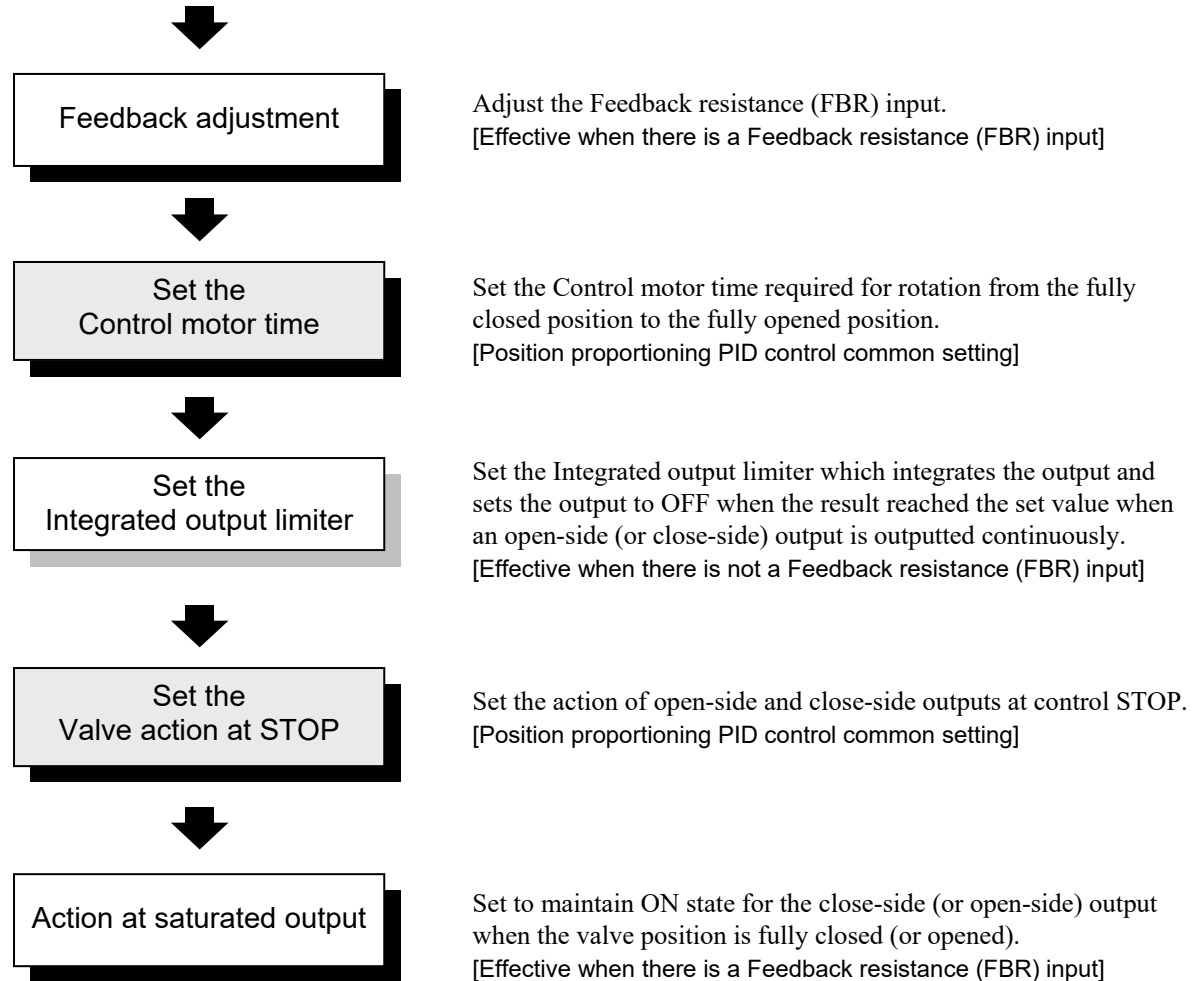 Feedback adjustment
Adjust the Feedback resistance (FBR) input.
[Effective when there is a Feedback resistance (FBR) input]
Set the
Control motor time
Set the Control motor time required for rotation from the fully
closed position to the fully opened position.
[Position proportioning PID control common setting]
Set the
Integrated output limiter
Set the Integrated output limiter which integrates the output and
sets the output to OFF when the result reached the set value when
an open-side (or close-side) output is outputted continuously.
[Effective when there is not a Feedback resistance (FBR) input]
Set the
Valve action at STOP
Set the action of open-side and close-side outputs at control STOP.
[Position proportioning PID control common setting]
Action at saturated output
Set to maintain ON state for the close-side (or open-side) output
when the valve position is fully closed (or opened).
[Effective when there is a Feedback resistance (FBR) input]